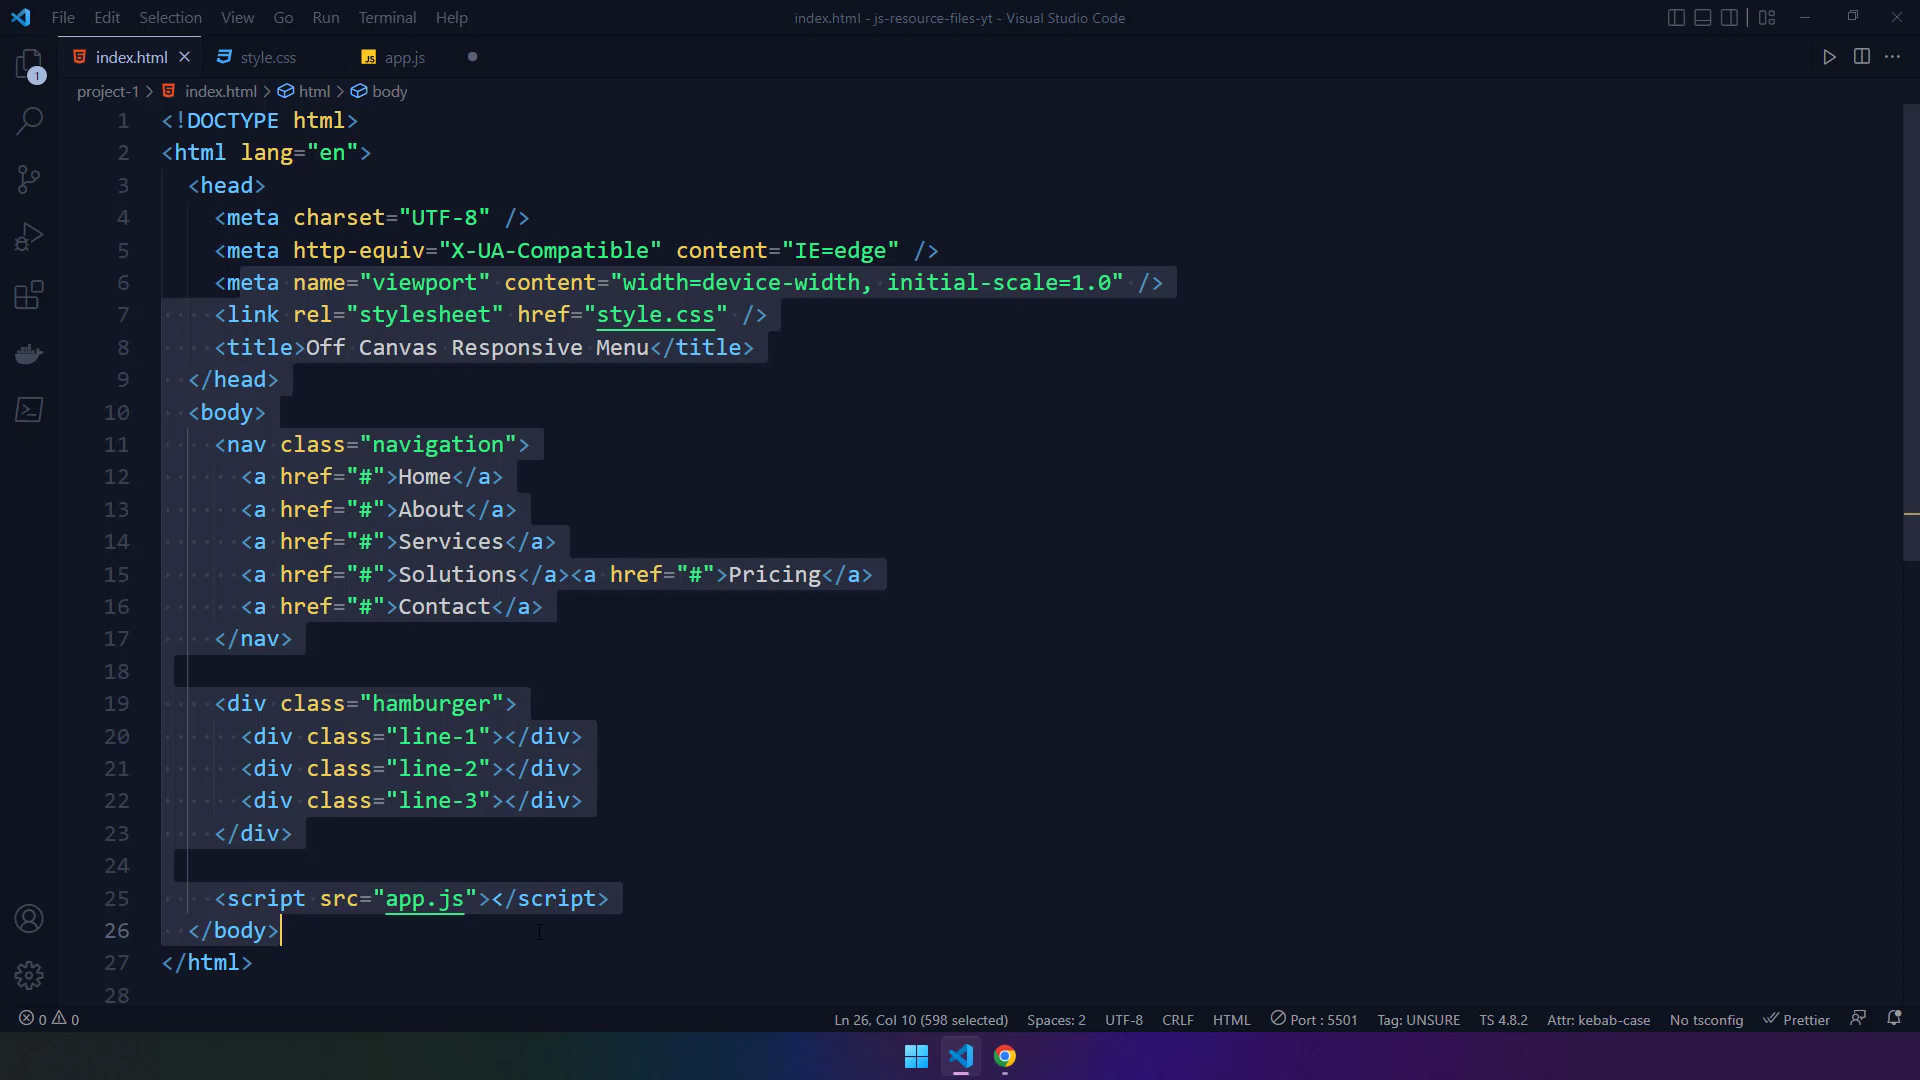 File Edit Selection View Go Run Terminal Help
index.html - js-resource-files-yt - Visual Studio Code
index.html style.css JS app.js
1
project-1 > index.html > html > body
1 <!DOCTYPE html>
2 <html lang="en">
3 <head>
4 <meta charset="UTF-8" />
5 <meta http-equiv="X-UA-Compatible" content="IE=edge" />
6 <meta name="viewport" content="width=device-width, initial-scale=1.0" />
7 <link rel="stylesheet" href="style.css" />
8 <title>Off Canvas Responsive Menu</title>
9 </head>
10 <body>
11 <nav class="navigation">
12 <a href="#">Home</a>
13 <a href="#">About</a>
14 <a href="#">Services</a>
15 <a href="#">Solutions</a><a href="#">Pricing</a>
16 <a href="#">Contact</a>
17 </nav>
18
19 <div class="hamburger">
20 <div class="line-1"></div>
21 <div class="line-2"></div>
22 <div class="line-3"></div>
23 </div>
24
25 <script src="app.js"></script>
26 </body>
27 </html>
28
0 0 Ln 26, Col 10 (598 selected) Spaces: 2 UTF-8 CRLF HTML Port : 5501 Tag: UNSURE TS 4.8.2 Attr: kebab-case No tsconfig Prettier